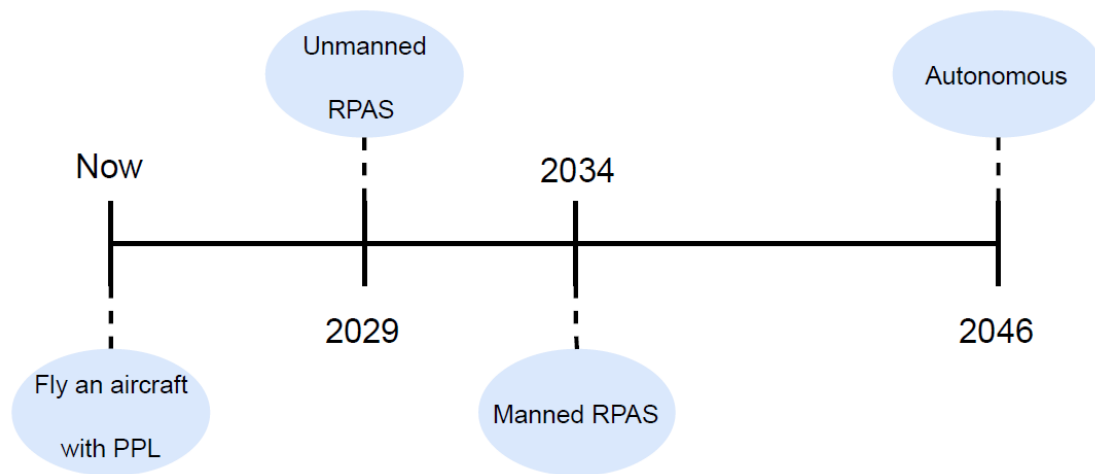 Unmanned
RPAS
Autonomous
Now
2034
2029
2046
Fly an aircraft
with PPL
Manned RPAS